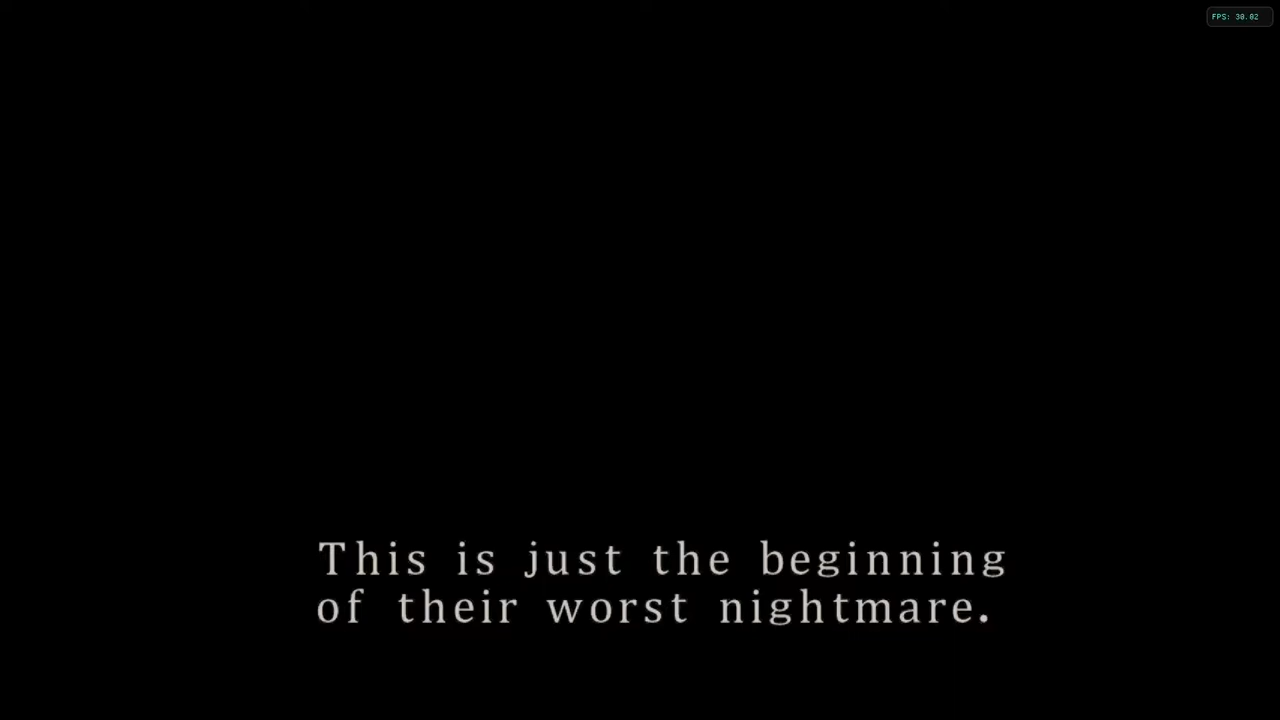 FPS: 30.02
This is just the beginning
of their worst nightmare.